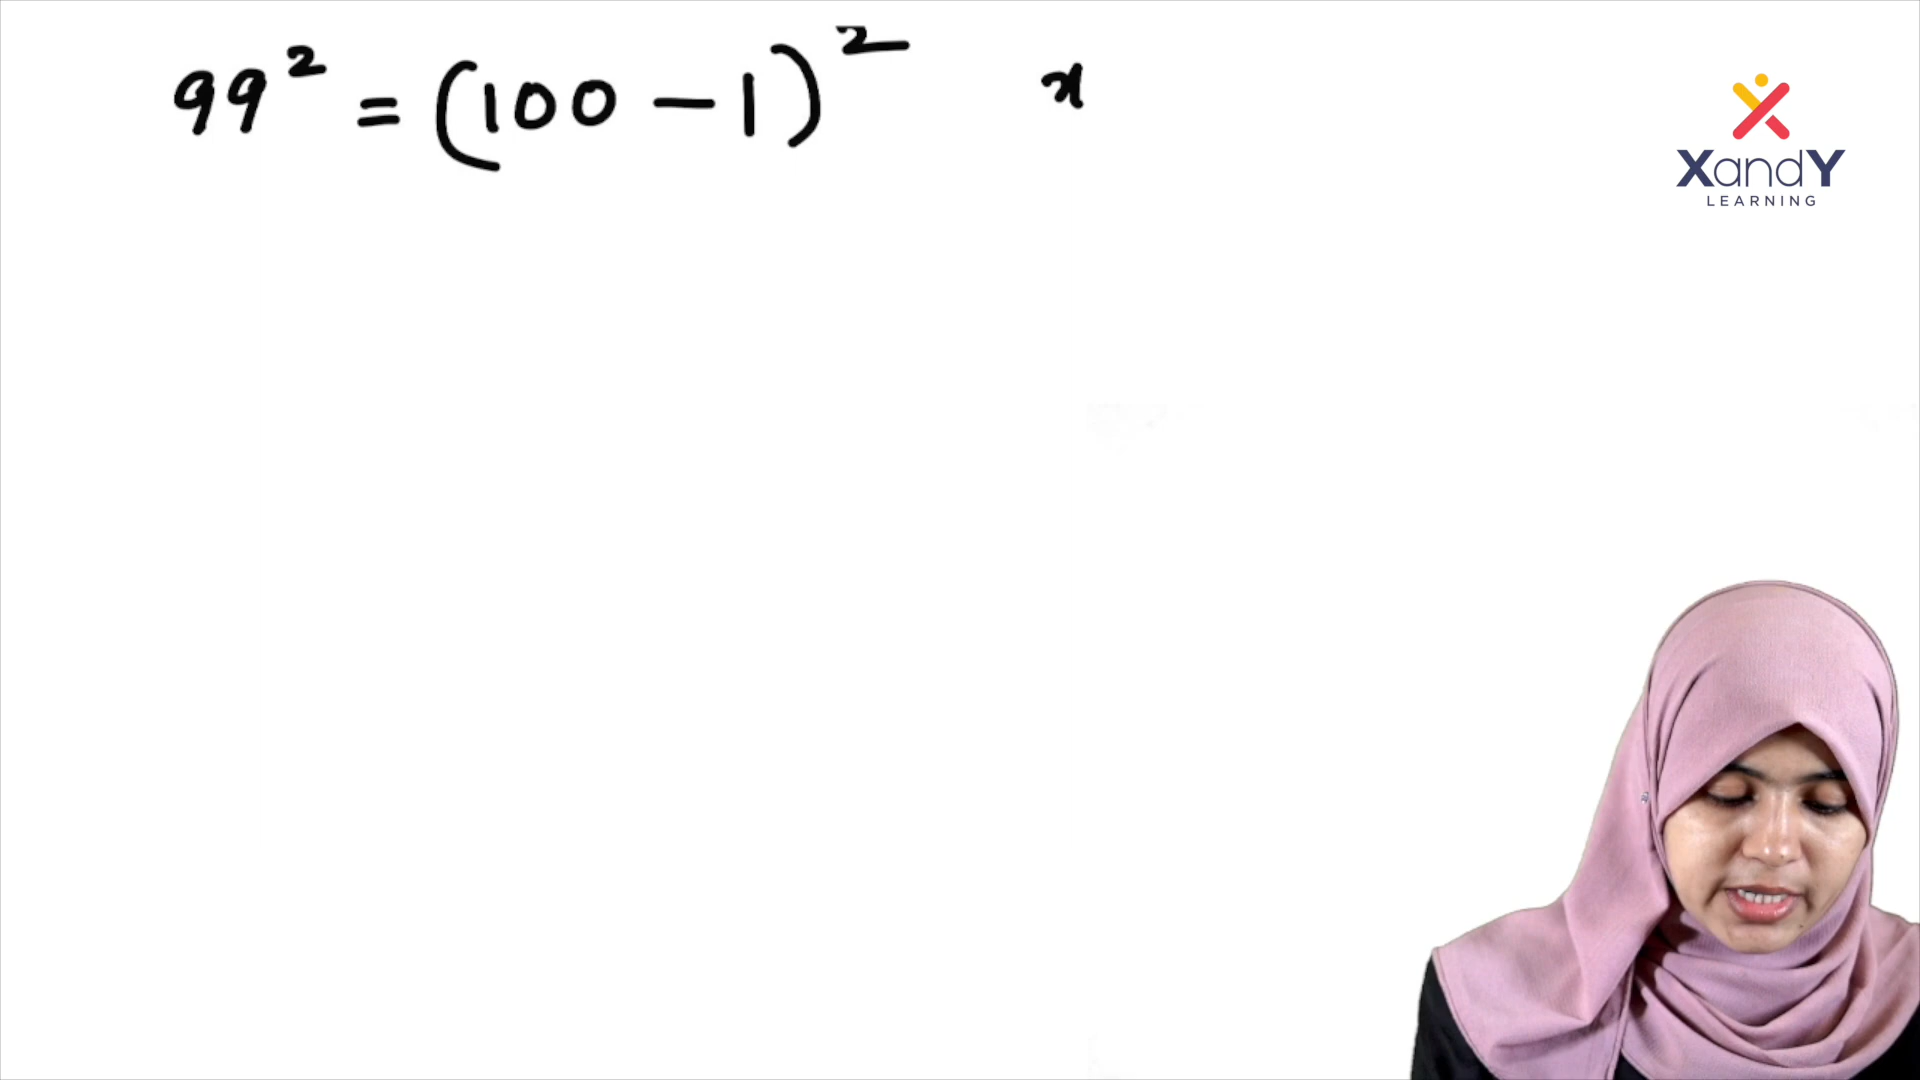 99² = (100 – 1)² x
XandY
LEARNING